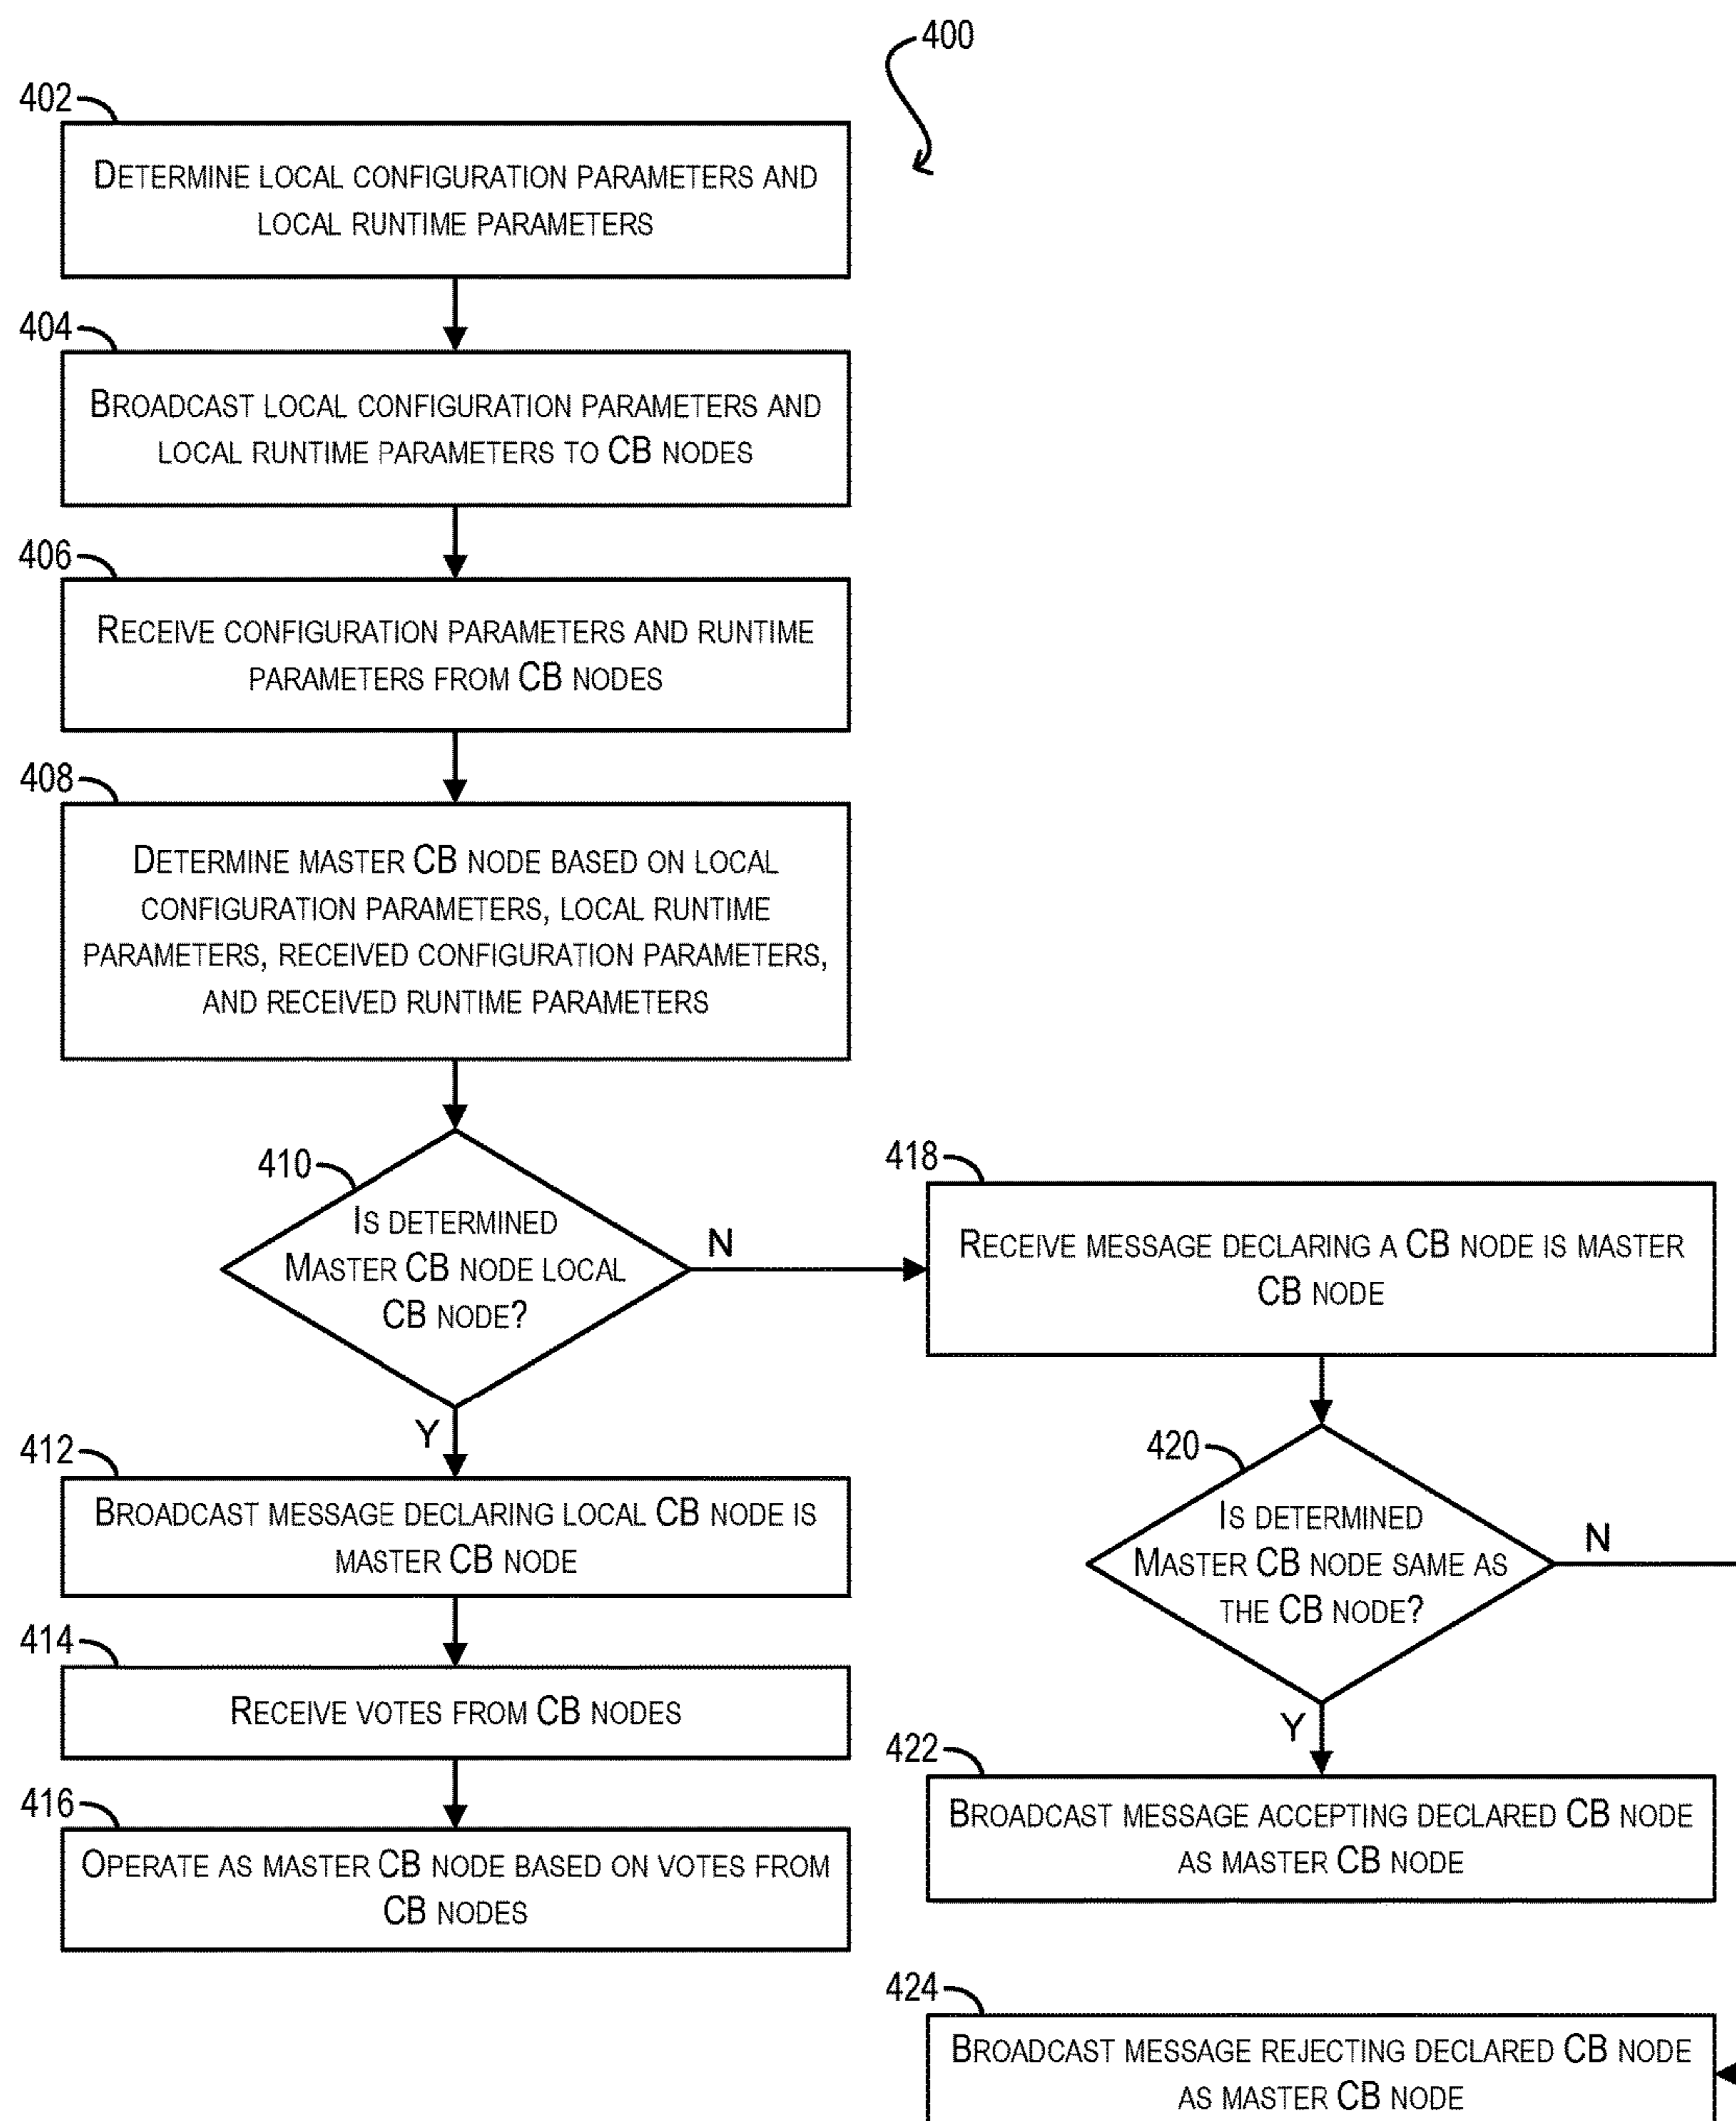 400
402
DETERMINE LOCAL CONFIGURATION PARAMETERS AND
LOCAL RUNTIME PARAMETERS
404
BROADCAST LOCAL CONFIGURATION PARAMETERS AND
LOCAL RUNTIME PARAMETERS TO CB NODES
406
RECEIVE CONFIGURATION PARAMETERS AND RUNTIME
PARAMETERS FROM CB NODES
408
DETERMINE MASTER CB NODE BASED ON LOCAL
CONFIGURATION PARAMETERS, LOCAL RUNTIME
PARAMETERS, RECEIVED CONFIGURATION PARAMETERS,
AND RECEIVED RUNTIME PARAMETERS
410
IS DETERMINED
MASTER CB NODE LOCAL
CB NODE?
N
Y
412
BROADCAST MESSAGE DECLARING LOCAL CB NODE IS
MASTER CB NODE
414
RECEIVE VOTES FROM CB NODES
416
OPERATE AS MASTER CB NODE BASED ON VOTES FROM
CB NODES
418
RECEIVE MESSAGE DECLARING A CB NODE IS MASTER
CB NODE
420
IS DETERMINED
MASTER CB NODE SAME AS
THE CB NODE?
N
Y
422
BROADCAST MESSAGE ACCEPTING DECLARED CB NODE
AS MASTER CB NODE
424
BROADCAST MESSAGE REJECTING DECLARED CB NODE
AS MASTER CB NODE